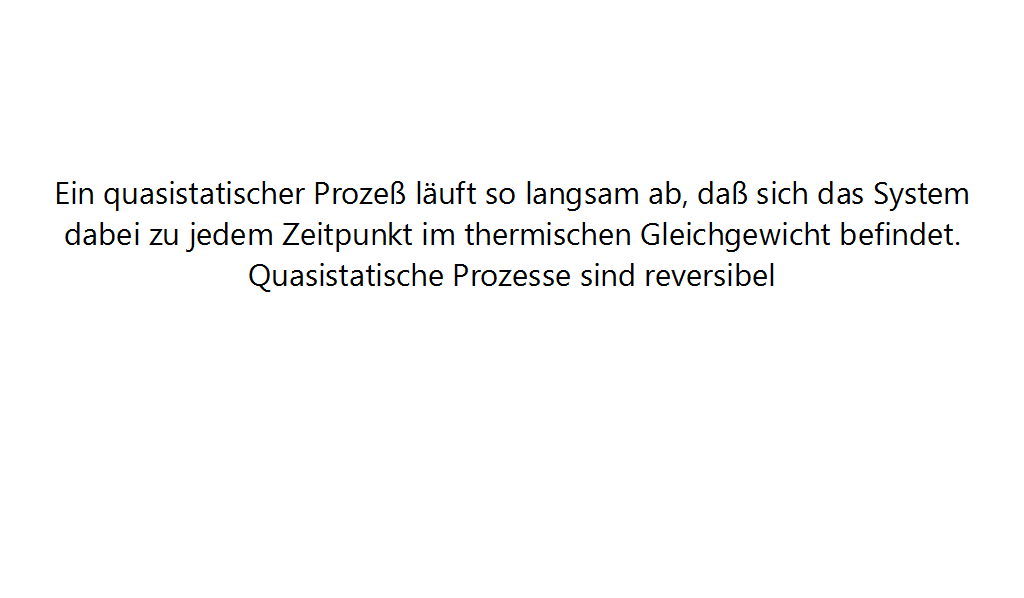 Ein quasistatischer Prozeß läuft so langsam ab, daß sich das System
dabei zu jedem Zeitpunkt im thermischen Gleichgewicht befindet.
Quasistatische Prozesse sind reversibel